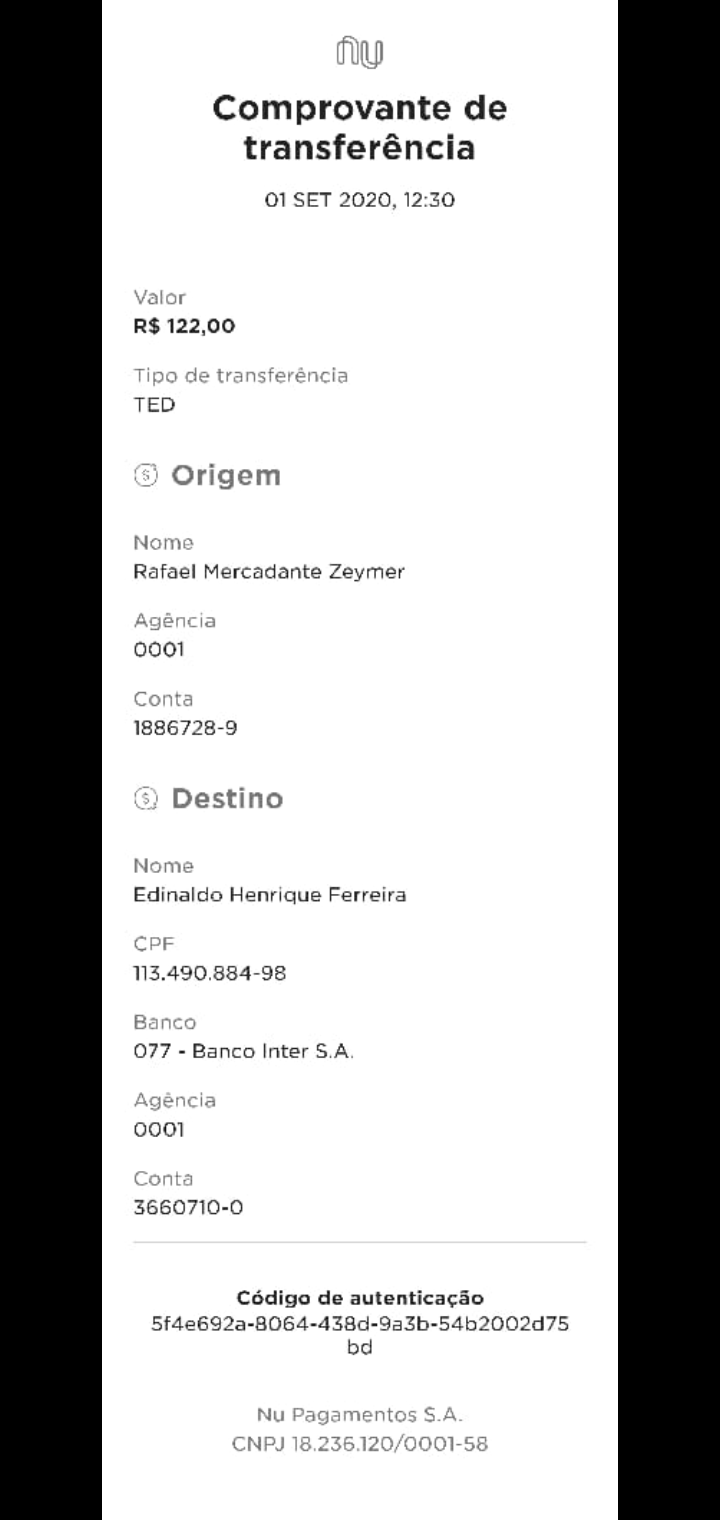 nu
Comprovante de
transferência
01 SET 2020, 12:30
Valor
R$ 122,00
Tipo de transferência
TED
Origem
Nome
Rafael Mercadante Zeymer
Agência
0001
Conta
1886728-9
Destino
Nome
Edinaldo Henrique Ferreira
CPF
113.490.884-98
Banco
077 - Banco Inter S.A.
Agência
0001
Conta
3660710-0
Código de autenticação
5f4e692a-8064-438d-9a3b-54b2002d75
bd
Nu Pagamentos S.A.
CNPJ 18.236.120/0001-58